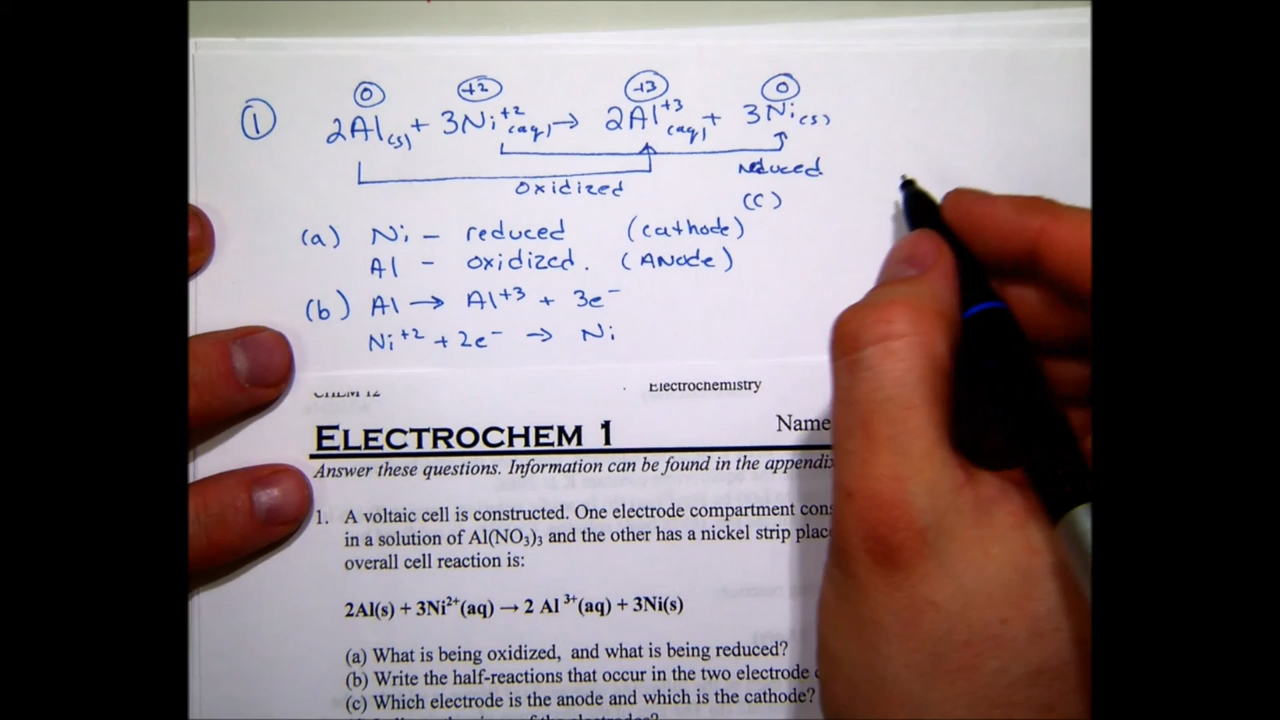 0 +2 +3 0
① 2Al(s) + 3Ni+2(aq) → 2Al+3(aq) + 3Ni(s)
reduced
oxidized
(c)
(a) Ni - reduced (cathode)
Al - oxidized. (ANode)
(b) Al → Al+3 + 3e-
Ni+2 + 2e- → Ni
Electrochemistry
ELECTROCHEM 1 Name
Answer these questions. Information can be found in the
1. A voltaic cell is constructed. One electrode compartment
in a solution of Al(NO3)3 and the other has a nickel strip
overall cell reaction is:
2Al(s) + 3Ni2+(aq) → 2 Al 3+(aq) + 3Ni(s)
(a) What is being oxidized, and what is being reduced?
(b) Write the half-reactions that occur in the two electrode
(c) Which electrode is the anode and which is the cathode?